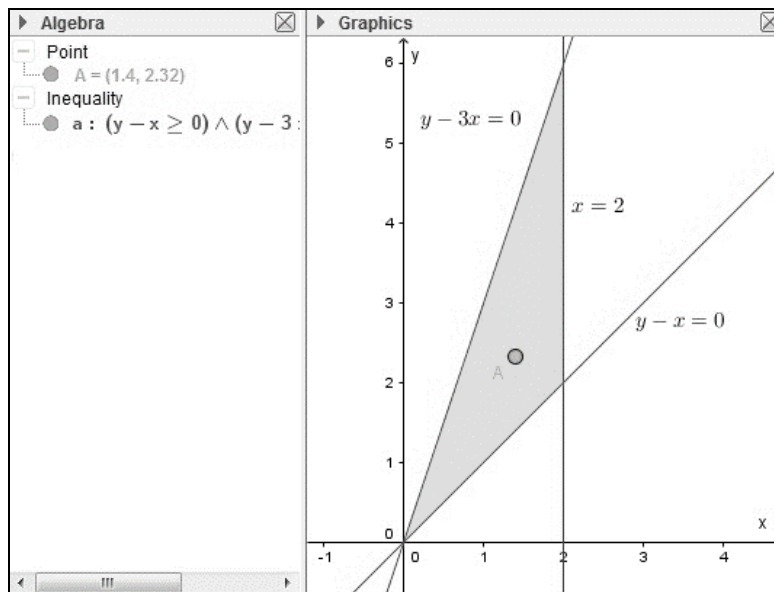 Algebra
Point
A = (1.4, 2.32)
Inequality
a : (y − x ≥ 0) ∧ (y − 3
Graphics
y
6
y − 3x = 0
5
x = 2
4
3
y − x = 0
A
2
1
x
0
-1 0 1 2 3 4